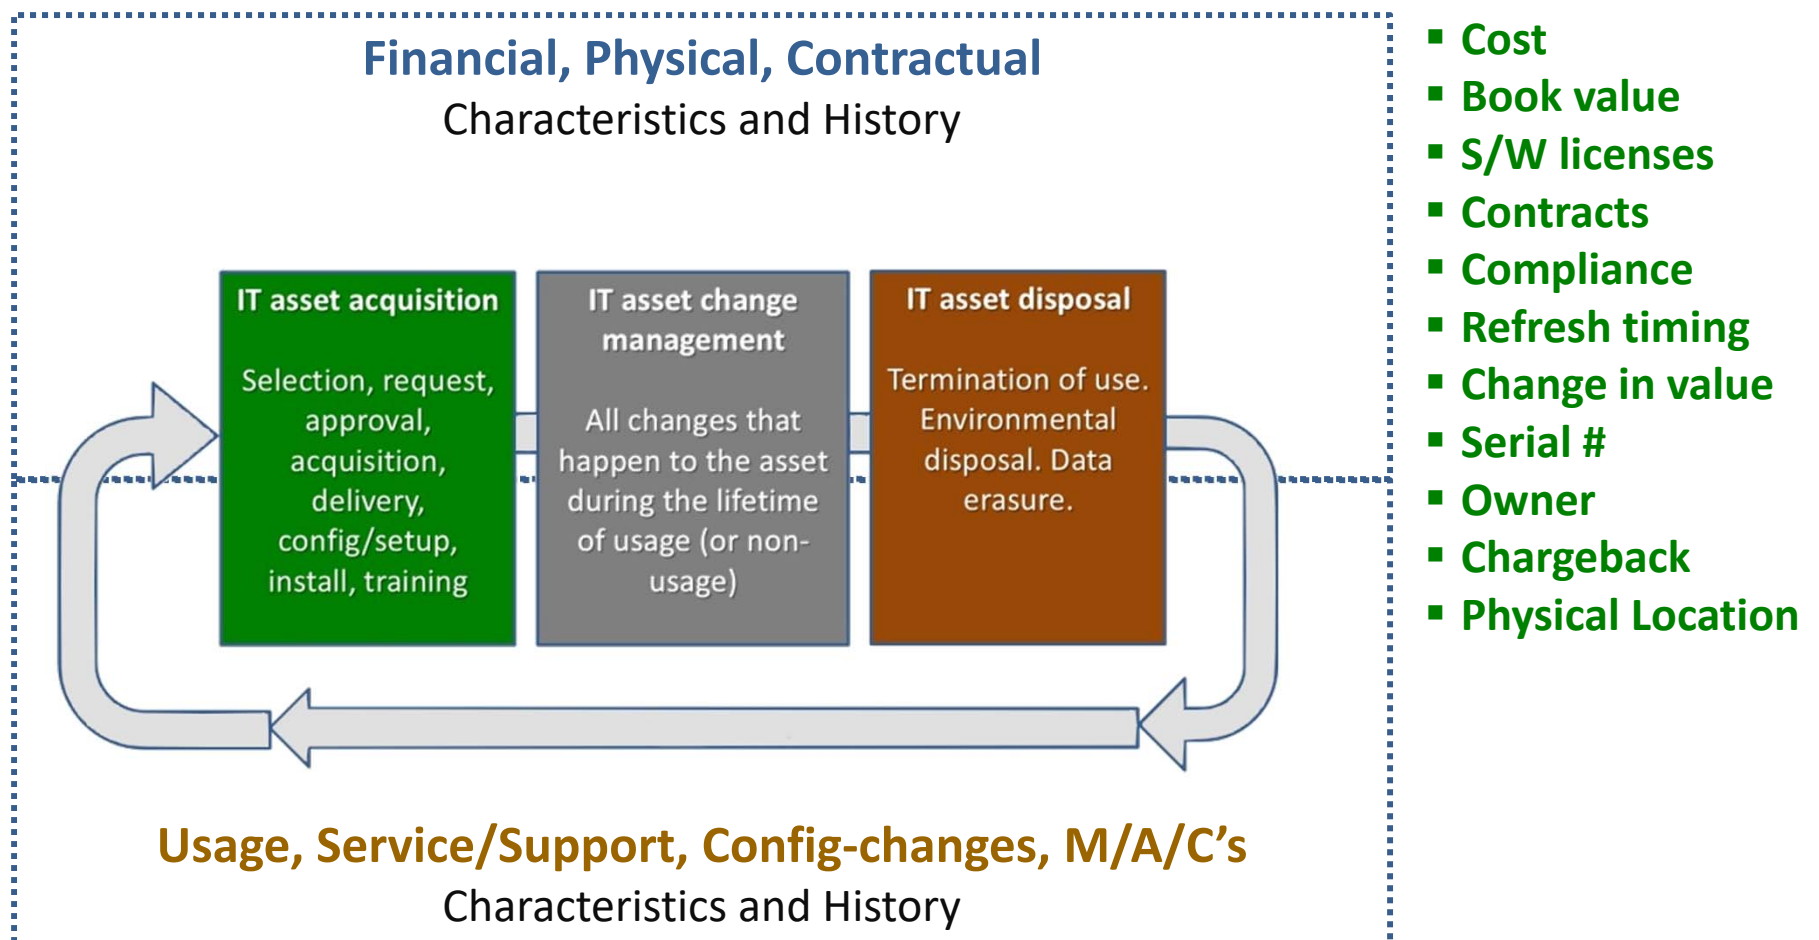 Financial, Physical, Contractual
Characteristics and History
IT asset acquisition
Selection, request,
approval,
acquisition,
delivery,
config/setup,
install, training
IT asset change
management
All changes that
happen to the asset
during the lifetime
of usage (or non-
usage)
IT asset disposal
Termination of use.
Environmental
disposal. Data
erasure.
Usage, Service/Support, Config-changes, M/A/C’s
Characteristics and History
▪ Cost
▪ Book value
▪ S/W licenses
▪ Contracts
▪ Compliance
▪ Refresh timing
▪ Change in value
▪ Serial #
▪ Owner
▪ Chargeback
▪ Physical Location